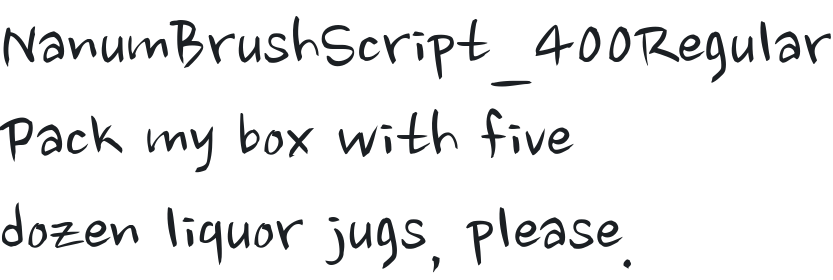 NanumBrushScript_400Regular
Pack my box with five
dozen liquor jugs, please.